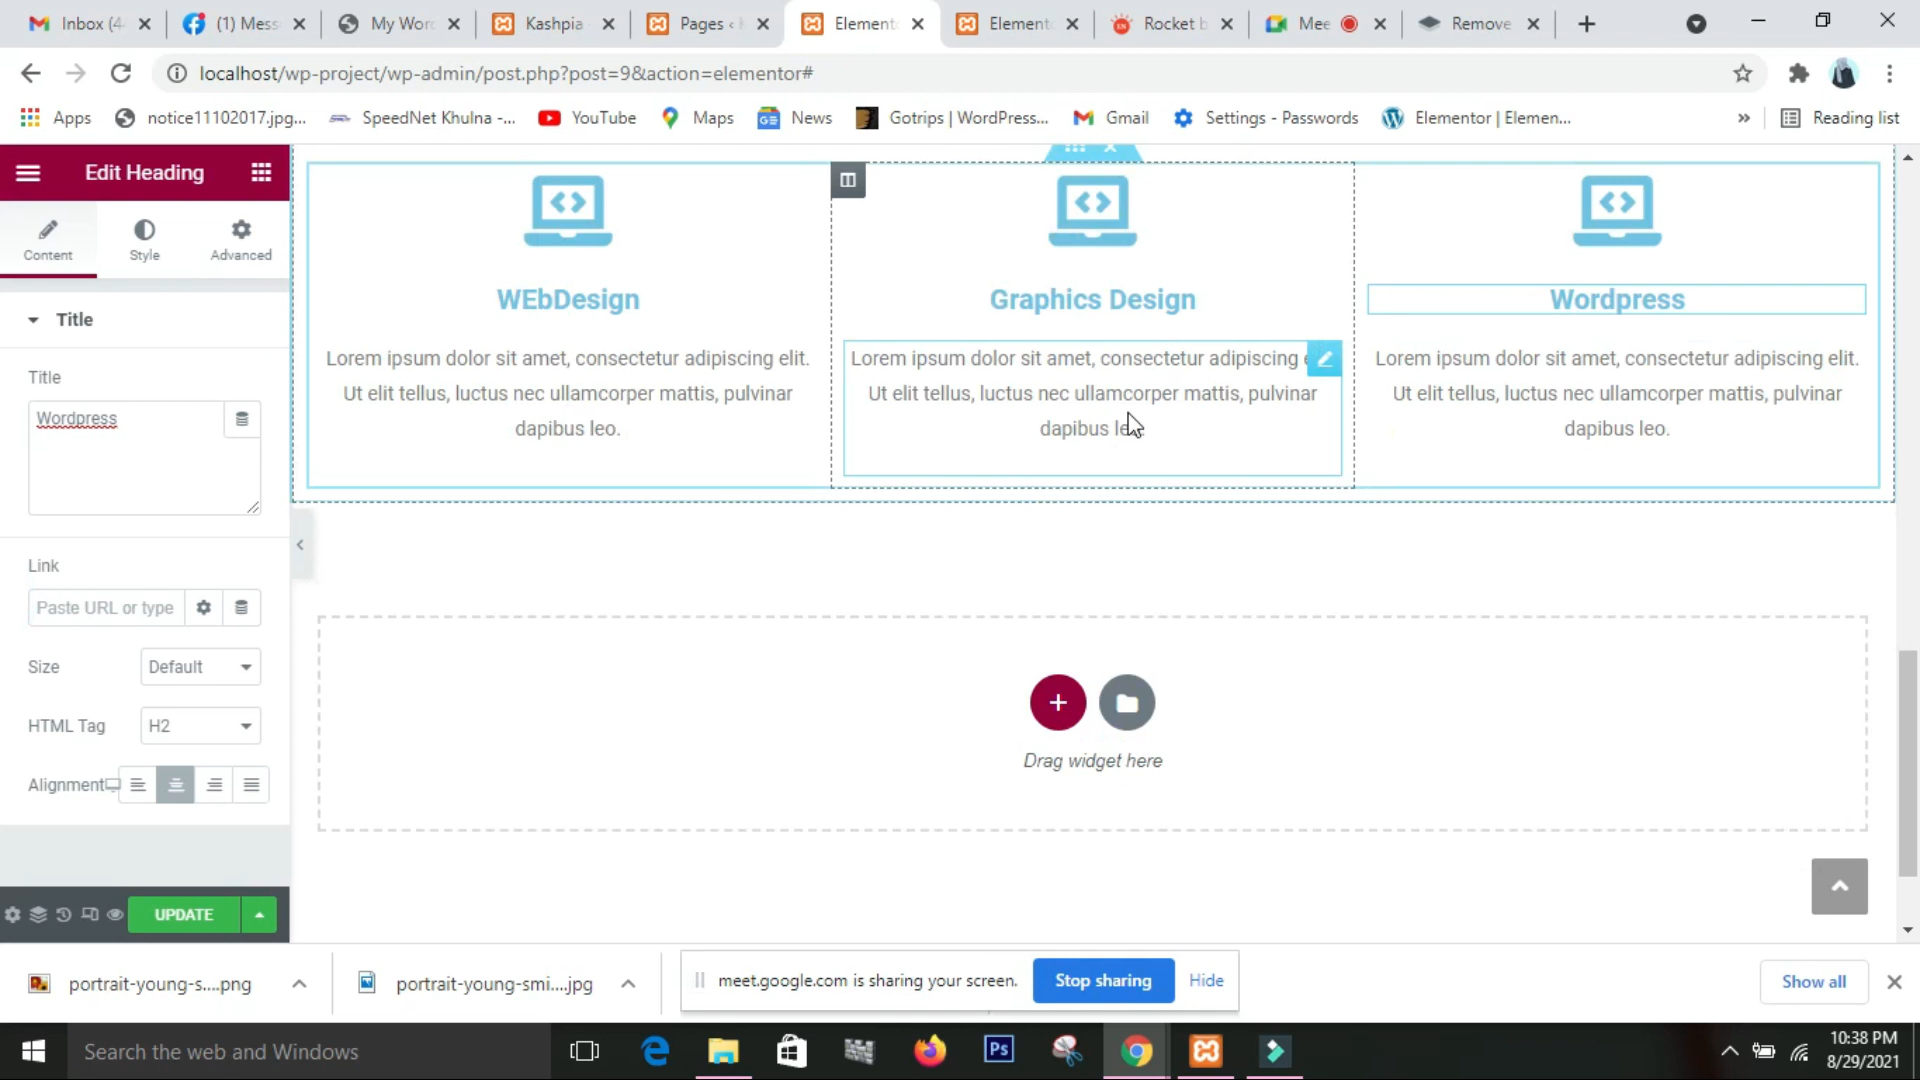 Inbox (4
(1) Mess
My Word
Kashpia
Pages ‹
Element
Element
Rocket b
Mee
Remove
localhost/wp-project/wp-admin/post.php?post=9&action=elementor#
Apps
notice11102017.jpg...
SpeedNet Khulna -...
YouTube
Maps
News
Gotrips | WordPress...
Gmail
Settings - Passwords
Elementor | Elemen...
»
Reading list
Edit Heading
Content
Style
Advanced
Title
Title
Wordpress
Link
Paste URL or type
Size
Default
HTML Tag
H2
Alignment
UPDATE
WEbDesign
Lorem ipsum dolor sit amet, consectetur adipiscing elit.
Ut elit tellus, luctus nec ullamcorper mattis, pulvinar
dapibus leo.
Graphics Design
Lorem ipsum dolor sit amet, consectetur adipiscing
Ut elit tellus, luctus nec ullamcorper mattis, pulvinar
dapibus leo.
Wordpress
Lorem ipsum dolor sit amet, consectetur adipiscing elit.
Ut elit tellus, luctus nec ullamcorper mattis, pulvinar
dapibus leo.
Drag widget here
portrait-young-s....png
portrait-young-smi....jpg
meet.google.com is sharing your screen.
Stop sharing
Hide
Show all
Search the web and Windows
Ps
10:38 PM
8/29/2021